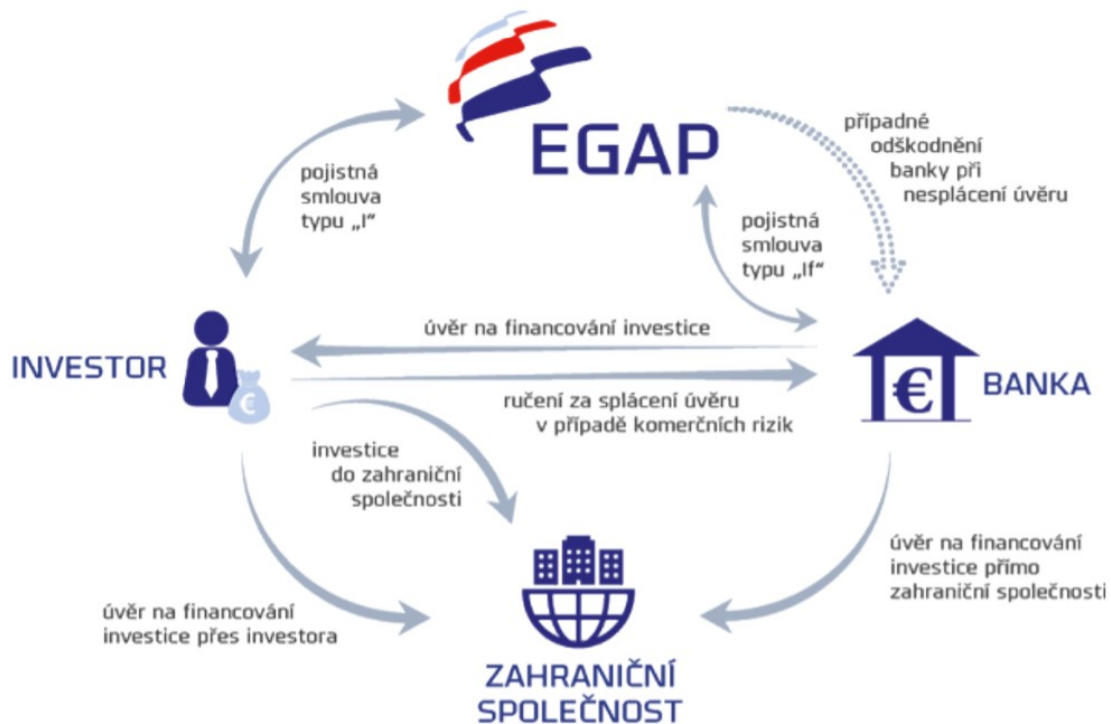 EGAP
případné
odškodnění
banky při
nesplácení úvěru
pojistná
smlouva
typu „I“
pojistná
smlouva
typu „If“
úvěr na financování investice
INVESTOR
BANKA
€
€
ručení za splácení úvěru
v případě komerčních rizik
investice
do zahraniční
společnosti
úvěr na financování
investice přímo
zahraniční společnosti
úvěr na financování
investice přes investora
ZAHRANIČNÍ
SPOLEČNOST